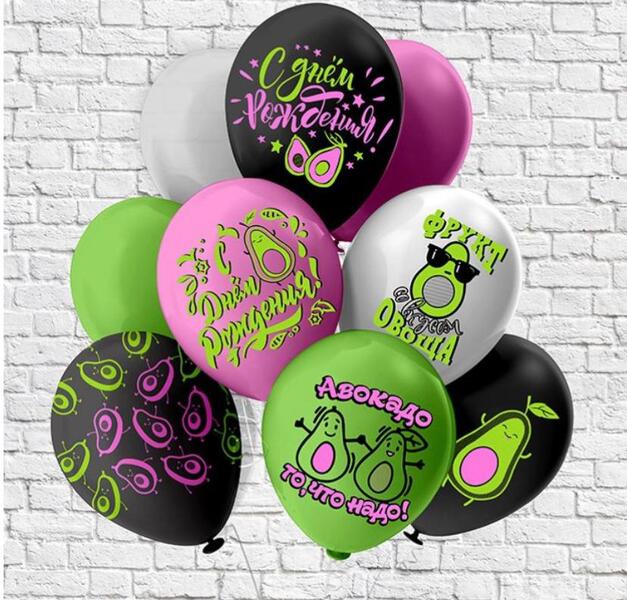 С днём
Рождения!
С
Днём
Рождения!
ФРУКТ
со вкусом
ОВОЩА
Авокадо
то, что надо!